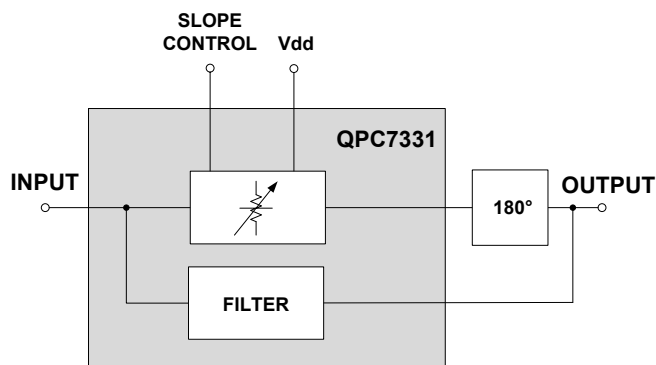 SLOPE
CONTROL
Vdd
QPC7331
INPUT
180°
OUTPUT
FILTER